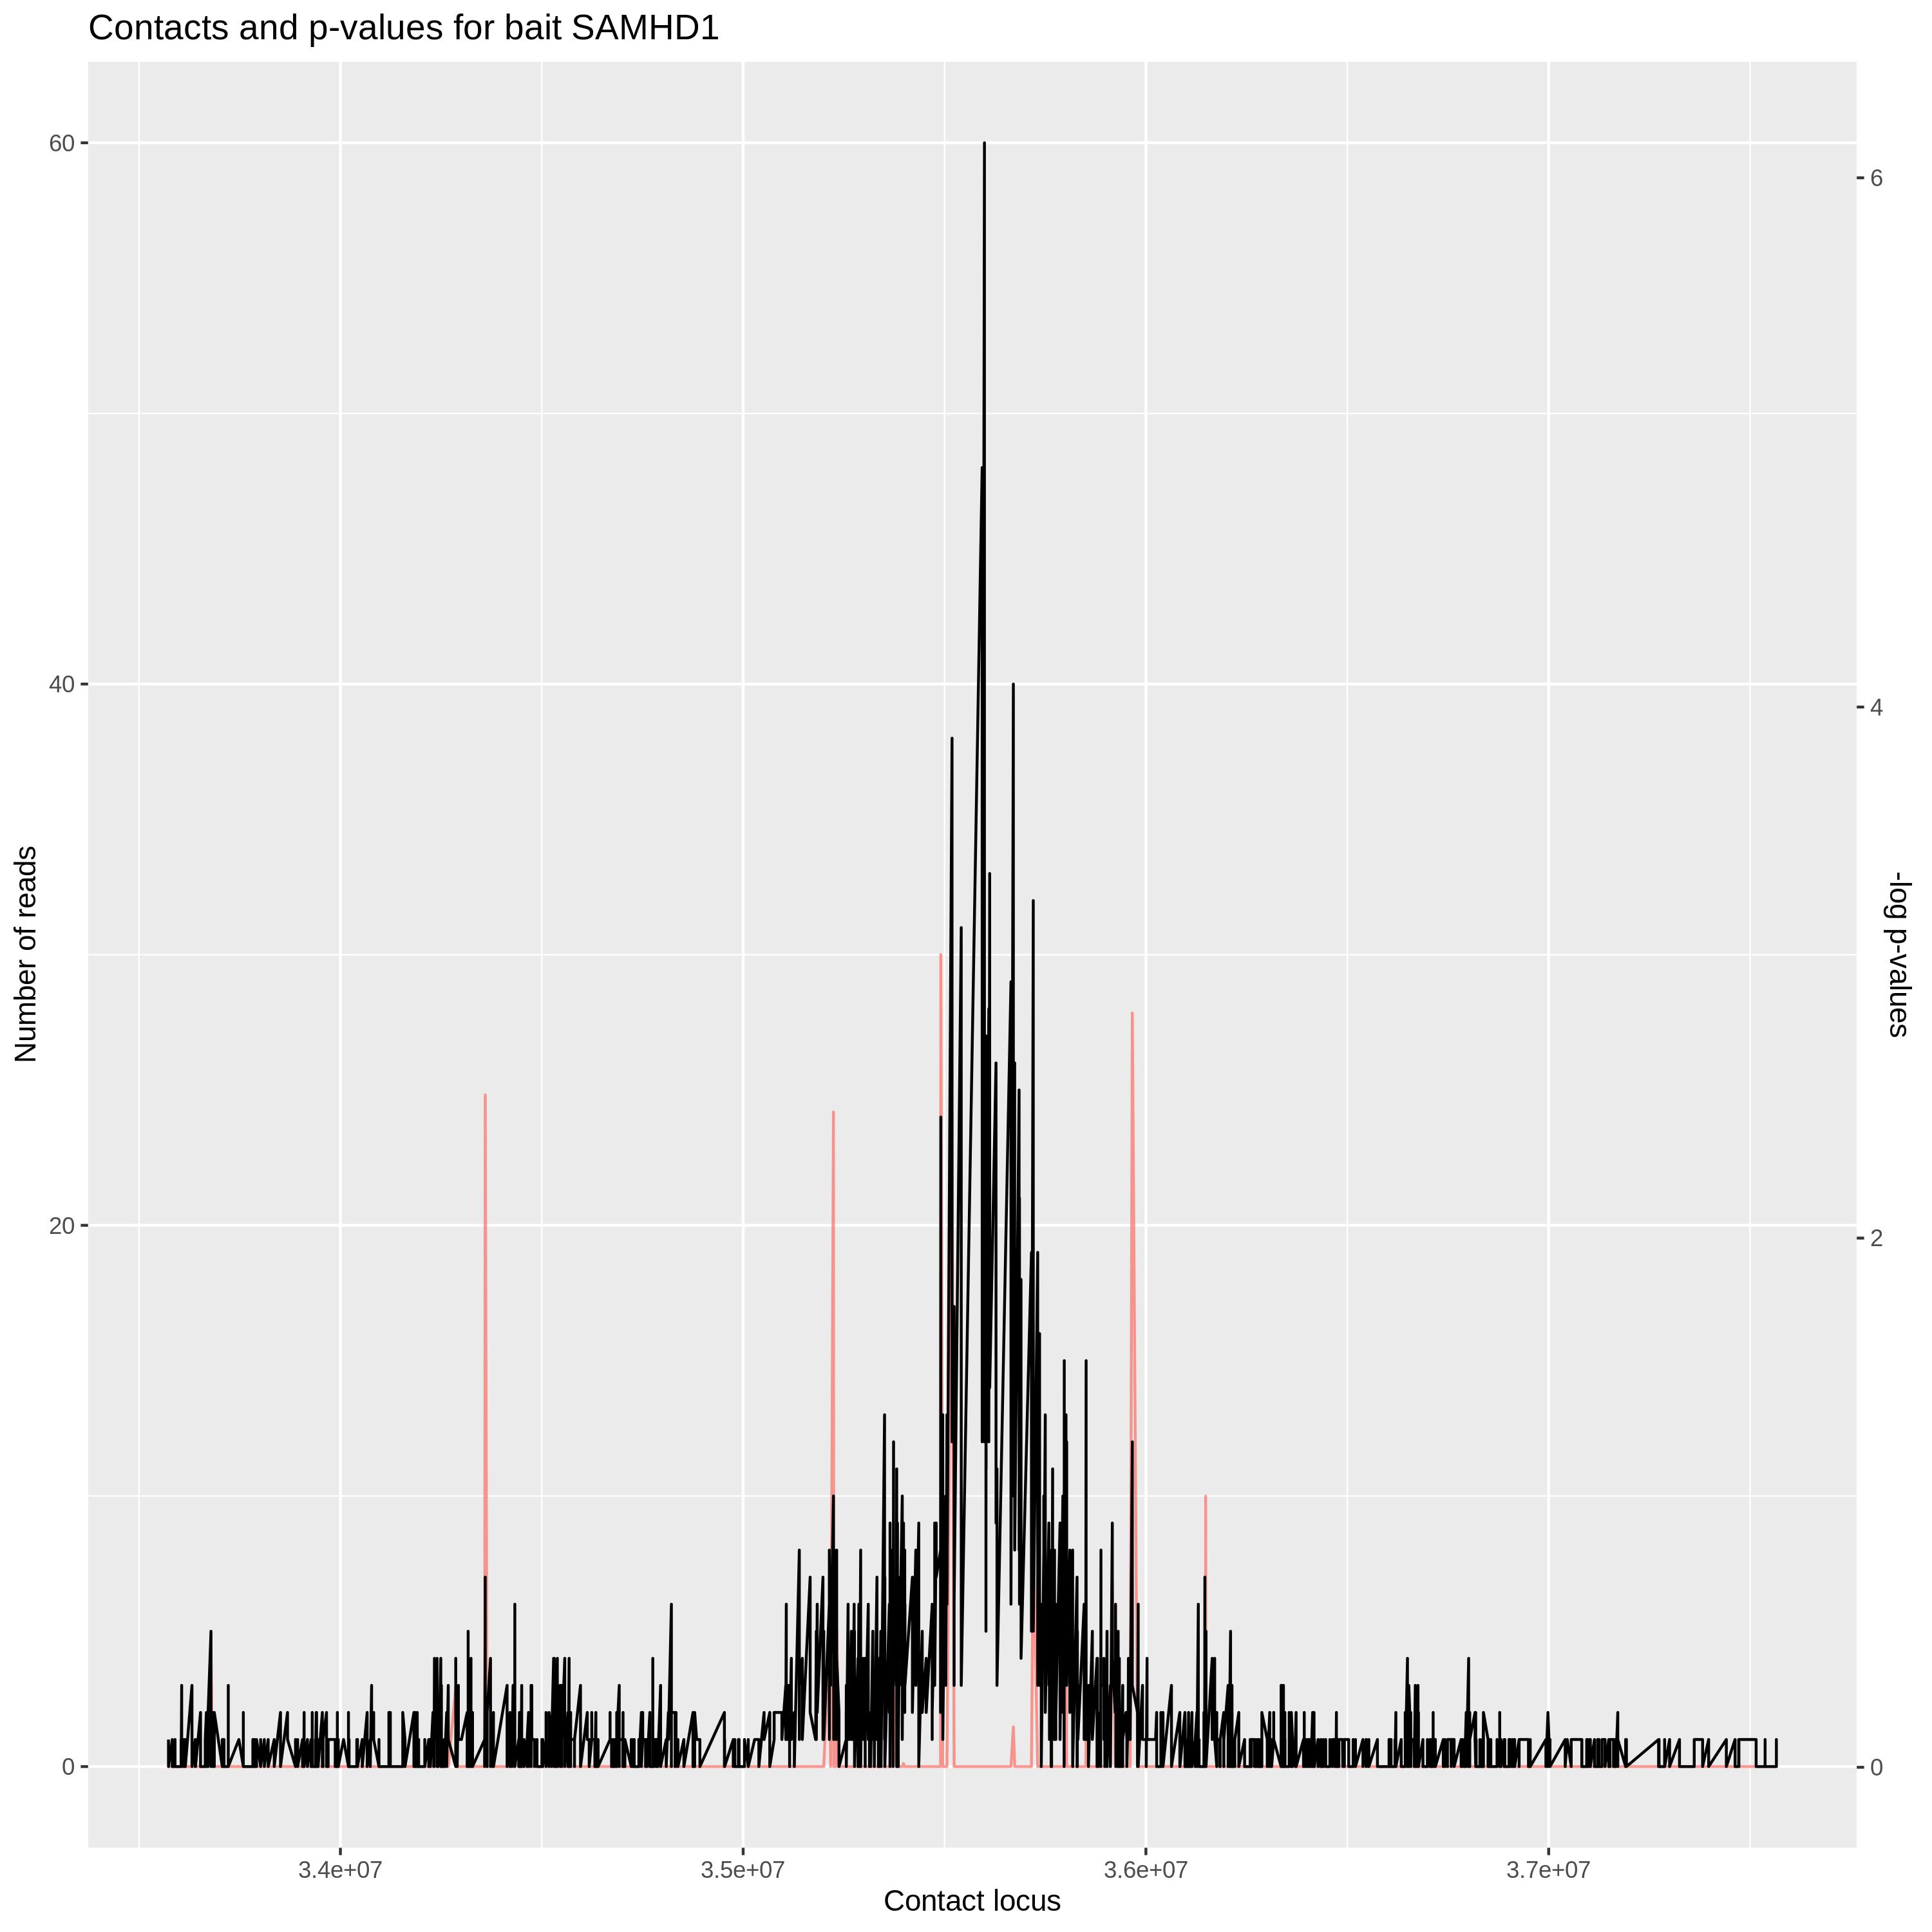 Contacts and p-values for bait SAMHD1
60
40
20
0
Number of reads
6
4
2
0
-log p-values
3.4e+07
3.5e+07
3.6e+07
3.7e+07
Contact locus